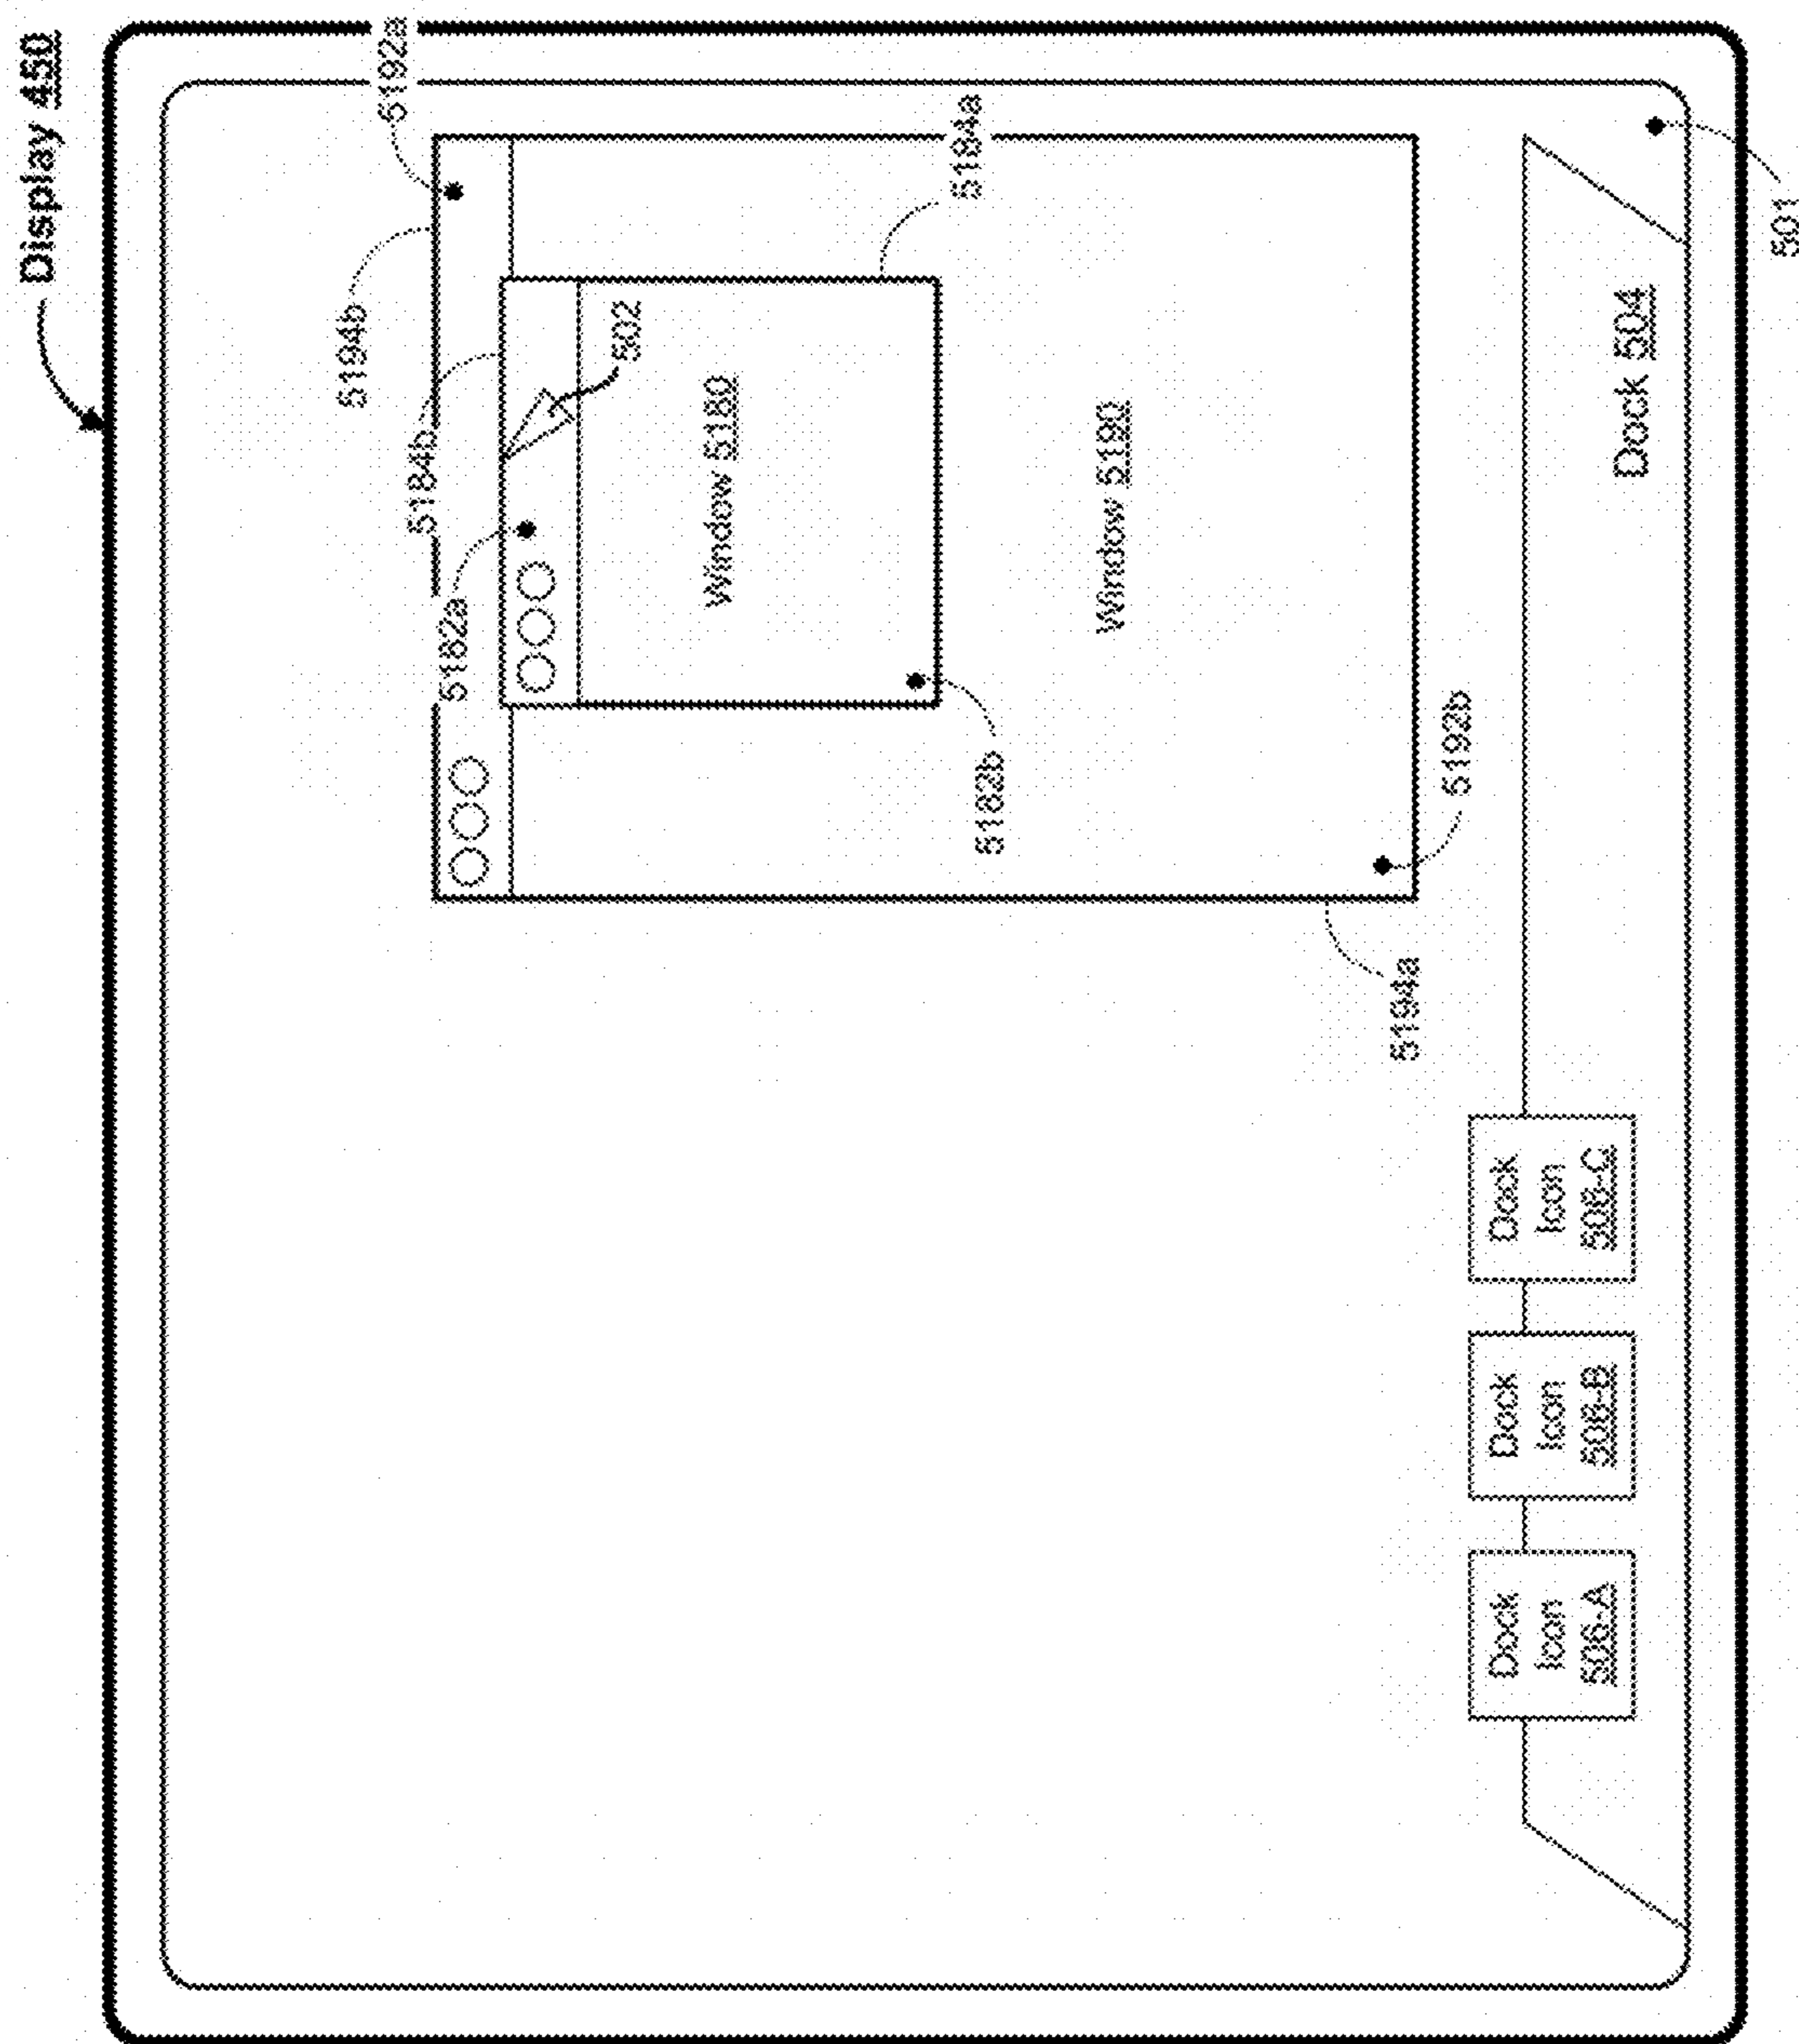 Display 450
5192a
5194b
5184a
5184b
502
5182a
Window 5180
Window 5190
5182b
5192b
5194a
Dock 504
501
Dock
Icon
506-A
Dock
Icon
506-B
Dock
Icon
506-C